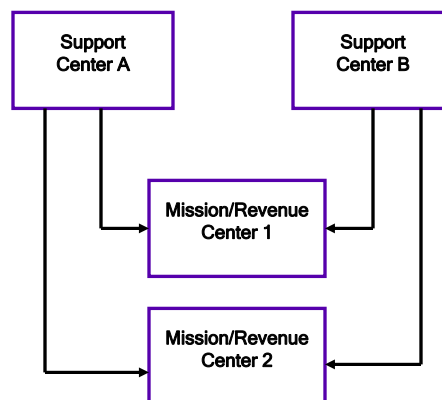 Support
Center A
Support
Center B
Mission/Revenue
Center 1
Mission/Revenue
Center 2